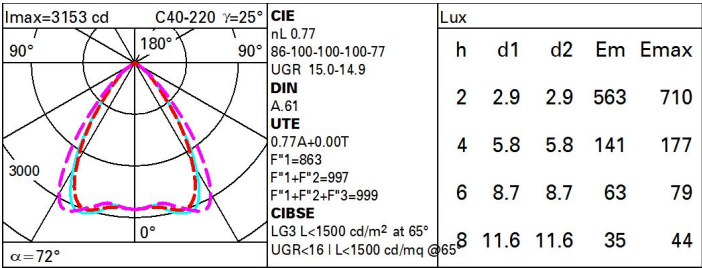 Imax=3153 cd C40-220 γ=25°
90° 180° 90°
3000
0°
α=72°
CIE
nL 0.77
86-100-100-100-77
UGR 15.0-14.9
DIN
A.61
UTE
0.77A+0.00T
F"1=863
F"1+F"2=997
F"1+F"2+F"3=999
CIBSE
LG3 L<1500 cd/m² at 65°
UGR<16 | L<1500 cd/mq @65°
Lux
h d1 d2 Em Emax
2 2.9 2.9 563 710
4 5.8 5.8 141 177
6 8.7 8.7 63 79
8 11.6 11.6 35 44